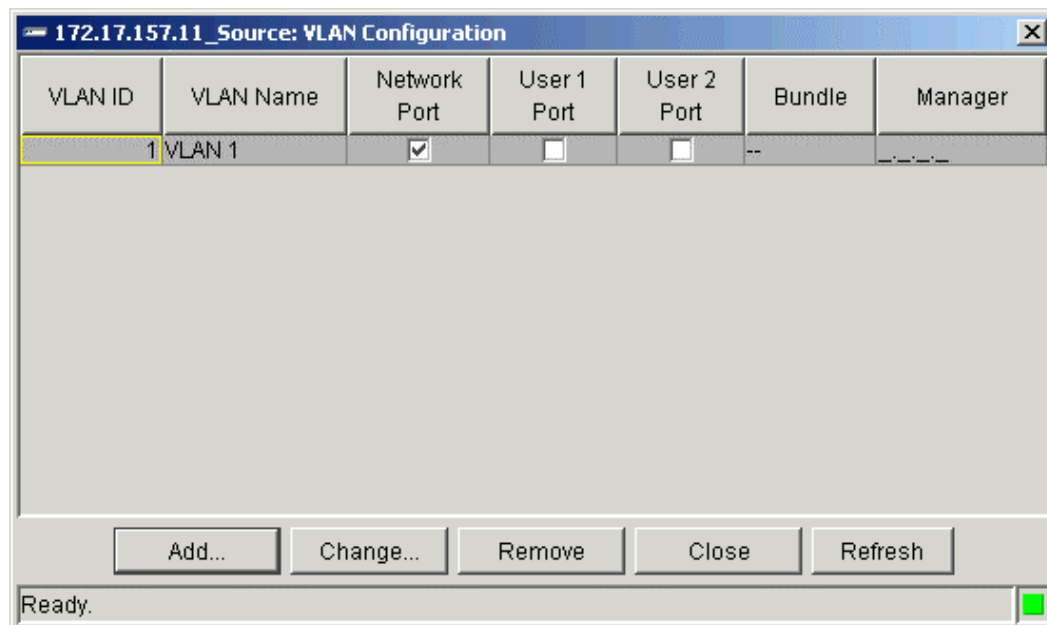 172.17.157.11_Source: VLAN Configuration
VLAN ID VLAN Name Network Port User 1 Port User 2 Port Bundle Manager
1 VLAN 1 -- _._._._
Add... Change... Remove Close Refresh
Ready.